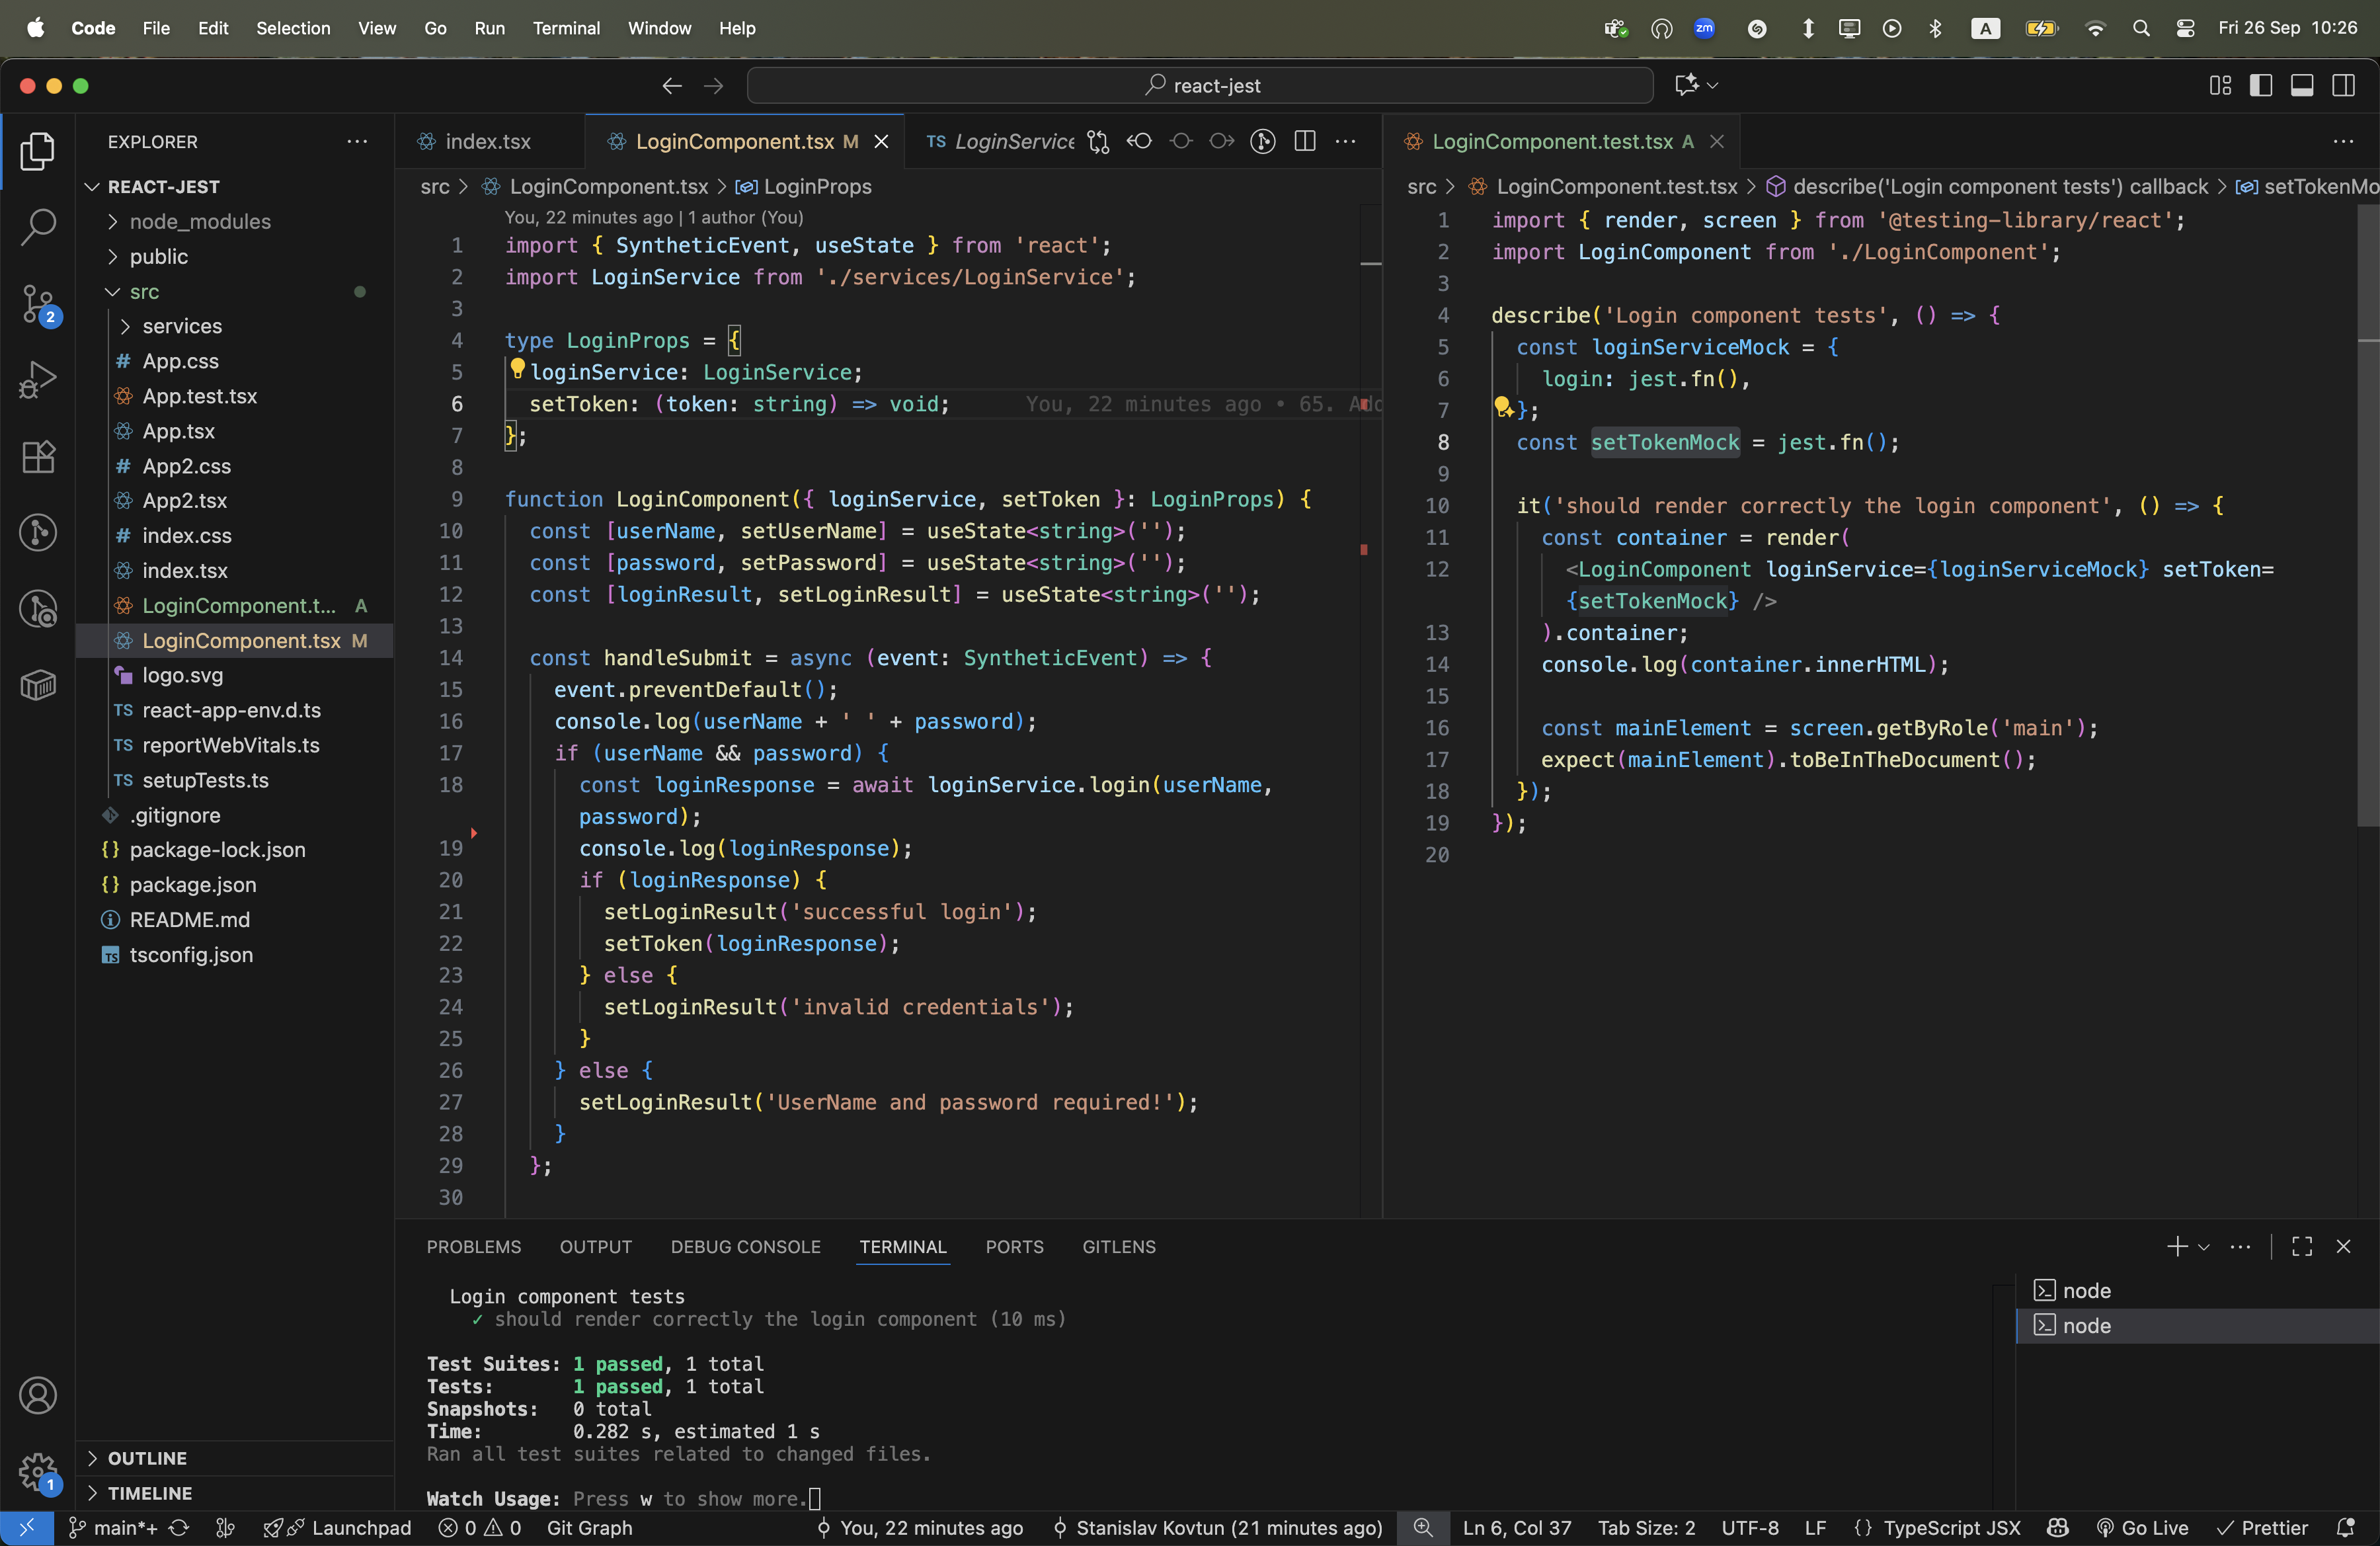 Code File Edit Selection View Go Run Terminal Window Help
zm A Fri 26 Sep 10:26
react-jest
EXPLORER
REACT-JEST
node_modules
public
src
services
# App.css
App.test.tsx
App.tsx
# App2.css
App2.tsx
# index.css
index.tsx
LoginComponent.t... A
LoginComponent.tsx M
logo.svg
TS react-app-env.d.ts
TS reportWebVitals.ts
TS setupTests.ts
.gitignore
{} package-lock.json
{} package.json
README.md
TS tsconfig.json
OUTLINE
TIMELINE
2
1
index.tsx
LoginComponent.tsx M
TS LoginService
src > LoginComponent.tsx > LoginProps
You, 22 minutes ago | 1 author (You)
1 import { SyntheticEvent, useState } from 'react';
2 import LoginService from './services/LoginService';
3
4 type LoginProps = {
5 loginService: LoginService;
6 setToken: (token: string) => void; You, 22 minutes ago • 65. Add
7 };
8
9 function LoginComponent({ loginService, setToken }: LoginProps) {
10 const [userName, setUserName] = useState<string>('');
11 const [password, setPassword] = useState<string>('');
12 const [loginResult, setLoginResult] = useState<string>('');
13
14 const handleSubmit = async (event: SyntheticEvent) => {
15 event.preventDefault();
16 console.log(userName + ' ' + password);
17 if (userName && password) {
18 const loginResponse = await loginService.login(userName,
password);
19 console.log(loginResponse);
20 if (loginResponse) {
21 setLoginResult('successful login');
22 setToken(loginResponse);
23 } else {
24 setLoginResult('invalid credentials');
25 }
26 } else {
27 setLoginResult('UserName and password required!');
28 }
29 };
30
LoginComponent.test.tsx A
src > LoginComponent.test.tsx > describe('Login component tests') callback > setTokenMo
1 import { render, screen } from '@testing-library/react';
2 import LoginComponent from './LoginComponent';
3
4 describe('Login component tests', () => {
5 const loginServiceMock = {
6 login: jest.fn(),
7 };
8 const setTokenMock = jest.fn();
9
10 it('should render correctly the login component', () => {
11 const container = render(
12 <LoginComponent loginService={loginServiceMock} setToken=
{setTokenMock} />
13 ).container;
14 console.log(container.innerHTML);
15
16 const mainElement = screen.getByRole('main');
17 expect(mainElement).toBeInTheDocument();
18 });
19 });
20
PROBLEMS OUTPUT DEBUG CONSOLE TERMINAL PORTS GITLENS
Login component tests
✓ should render correctly the login component (10 ms)
Test Suites: 1 passed, 1 total
Tests: 1 passed, 1 total
Snapshots: 0 total
Time: 0.282 s, estimated 1 s
Ran all test suites related to changed files.
Watch Usage: Press w to show more.
node
node
main*+ Launchpad 0 0 Git Graph You, 22 minutes ago Stanislav Kovtun (21 minutes ago) Ln 6, Col 37 Tab Size: 2 UTF-8 LF {} TypeScript JSX Go Live Prettier